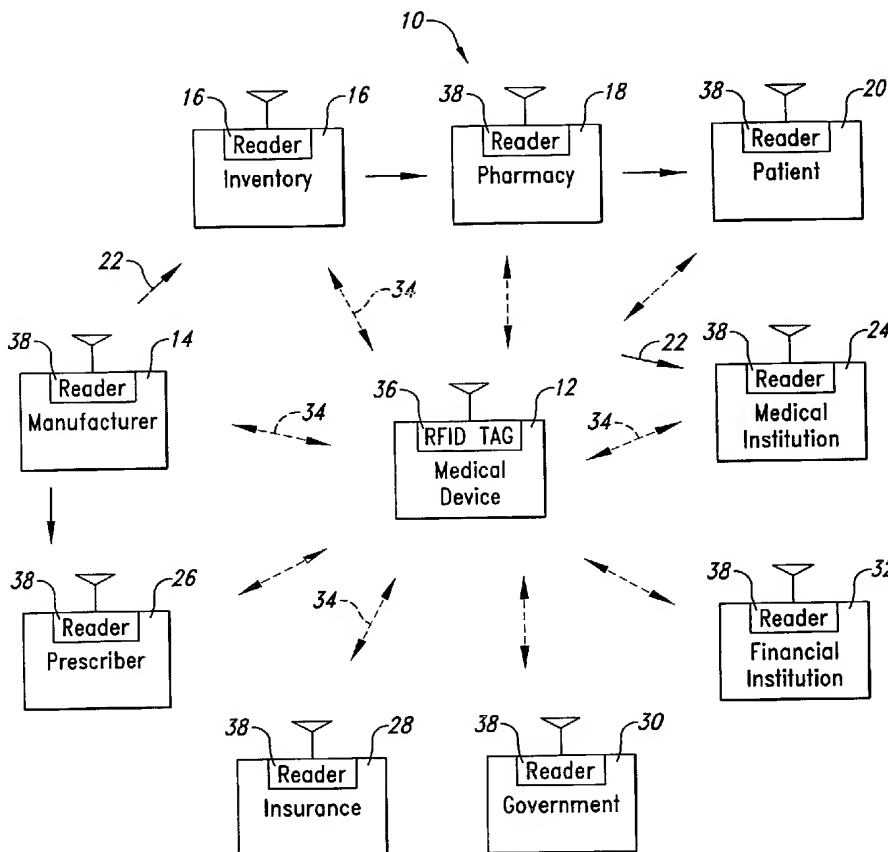 10
16 16
Reader
Inventory
38 18
Reader
Pharmacy
38 20
Reader
Patient
22
34
38 14
Reader
Manufacturer
34
36 12
RFID TAG
Medical
Device
22
34
38 24
Reader
Medical
Institution
38 26
Reader
Prescriber
34
38 32
Reader
Financial
Institution
38 28
Reader
Insurance
38 30
Reader
Government